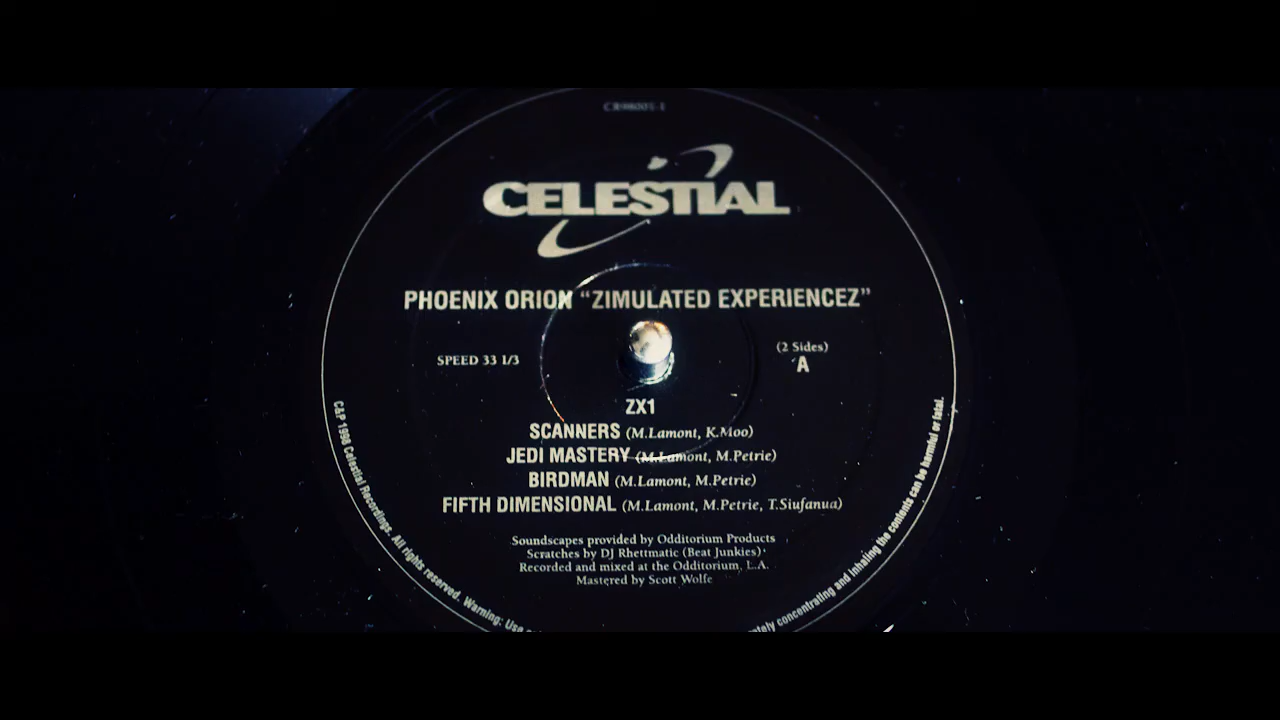 CELESTIAL
PHOENIX ORION “ZIMULATED EXPERIENCEZ”
SPEED 33 1/3
(2 Sides)
A
ZX1
SCANNERS (M.Lamont, K.Moo)
JEDI MASTERY (M.Lamont, M.Petrie)
BIRDMAN (M.Lamont, M.Petrie)
FIFTH DIMENSIONAL (M.Lamont, M.Petrie, T.Siufanua)
Soundscapes provided by Odditorium Products
Scratches by DJ Rhettmatic (Beat Junkies)
Recorded and mixed at the Odditorium, L.A.
Mastered by Scott Wolfe
C&P 1998 Celestial Recordings. All rights reserved. Warning: Use
concentrating and inhaling the contents can be harmful or fatal.